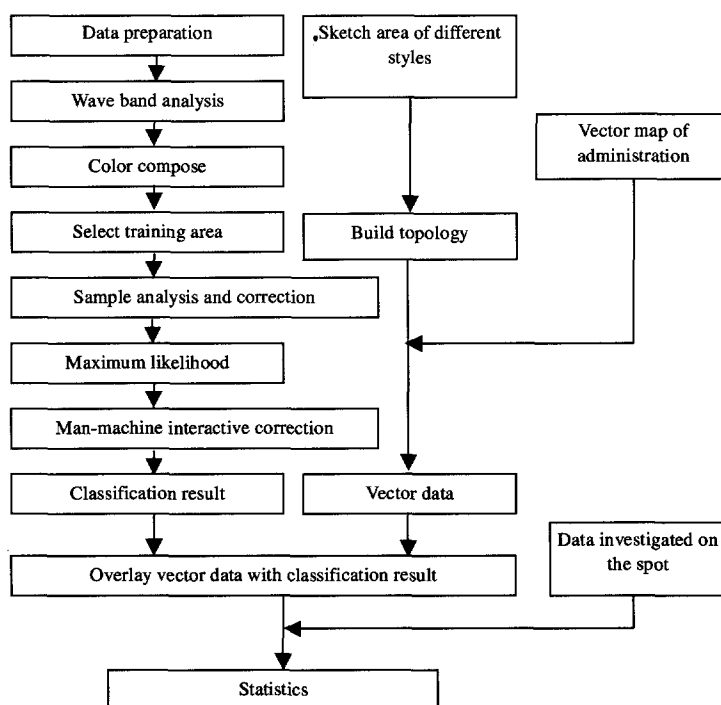 Data preparation
Wave band analysis
Color compose
Select training area
Sample analysis and correction
Maximum likelihood
Man-machine interactive correction
Classification result
Sketch area of different
styles
Build topology
Vector data
Vector map of
administration
Overlay vector data with classification result
Data investigated on
the spot
Statistics